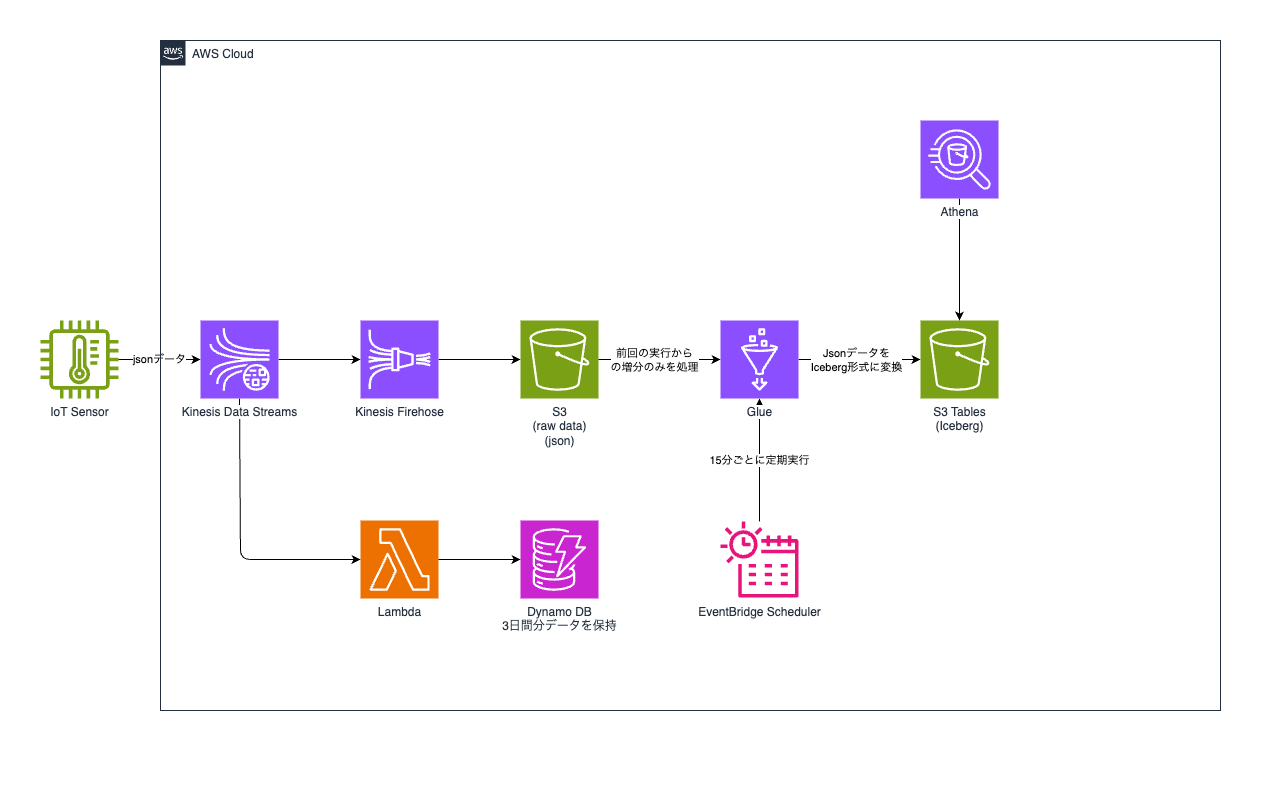 aws
AWS Cloud
Athena
jsonデータ
前回の実行から
の増分のみを処理
Jsonデータを
Iceberg形式に変換
IoT Sensor
Kinesis Data Streams
Kinesis Firehose
S3
(raw data)
(json)
Glue
S3 Tables
(Iceberg)
15分ごとに定期実行
Lambda
Dynamo DB
3日間分データを保持
EventBridge Scheduler